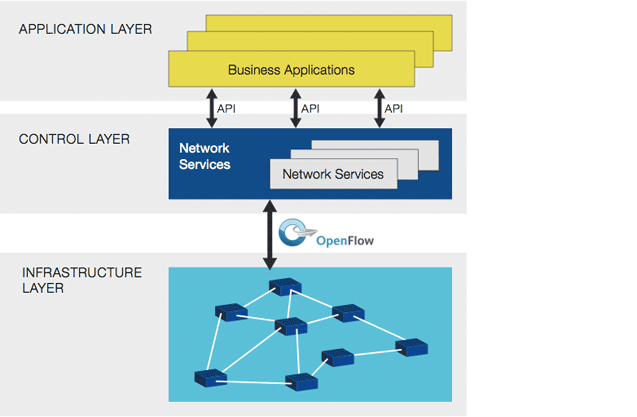 APPLICATION LAYER
Business Applications
API API API
CONTROL LAYER
Network
Services
Network Services
OpenFlow
INFRASTRUCTURE
LAYER